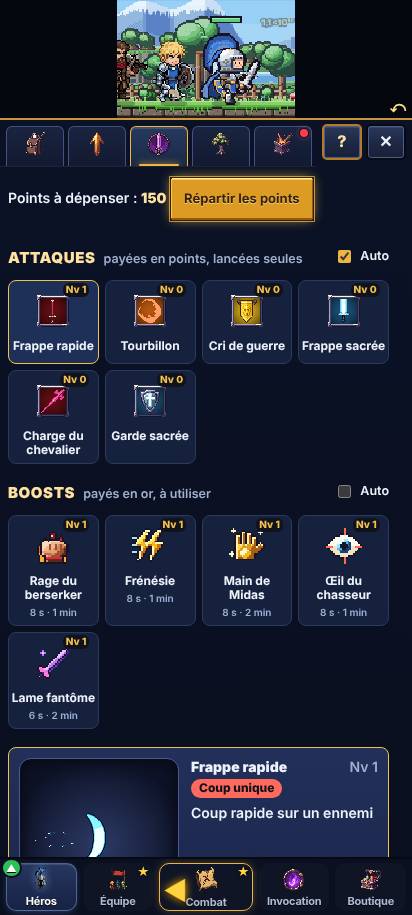 ?
×
Points à dépenser : 150
Répartir les points
ATTAQUES payées en points, lancées seules Auto
Nv 1 Nv 0 Nv 0 Nv 0
Frappe rapide Tourbillon Cri de guerre Frappe sacrée
Nv 0 Nv 0
Charge du Garde sacrée
chevalier
BOOSTS payés en or, à utiliser Auto
Nv 1 Nv 1 Nv 1 Nv 1
Rage du Frénésie Main de Œil du
berserker Midas chasseur
8 s · 1 min 8 s · 1 min 8 s · 2 min 8 s · 1 min
Nv 1
Lame fantôme
6 s · 2 min
Frappe rapide Nv 1
Coup unique
Coup rapide sur un ennemi
Héros Équipe Combat Invocation Boutique